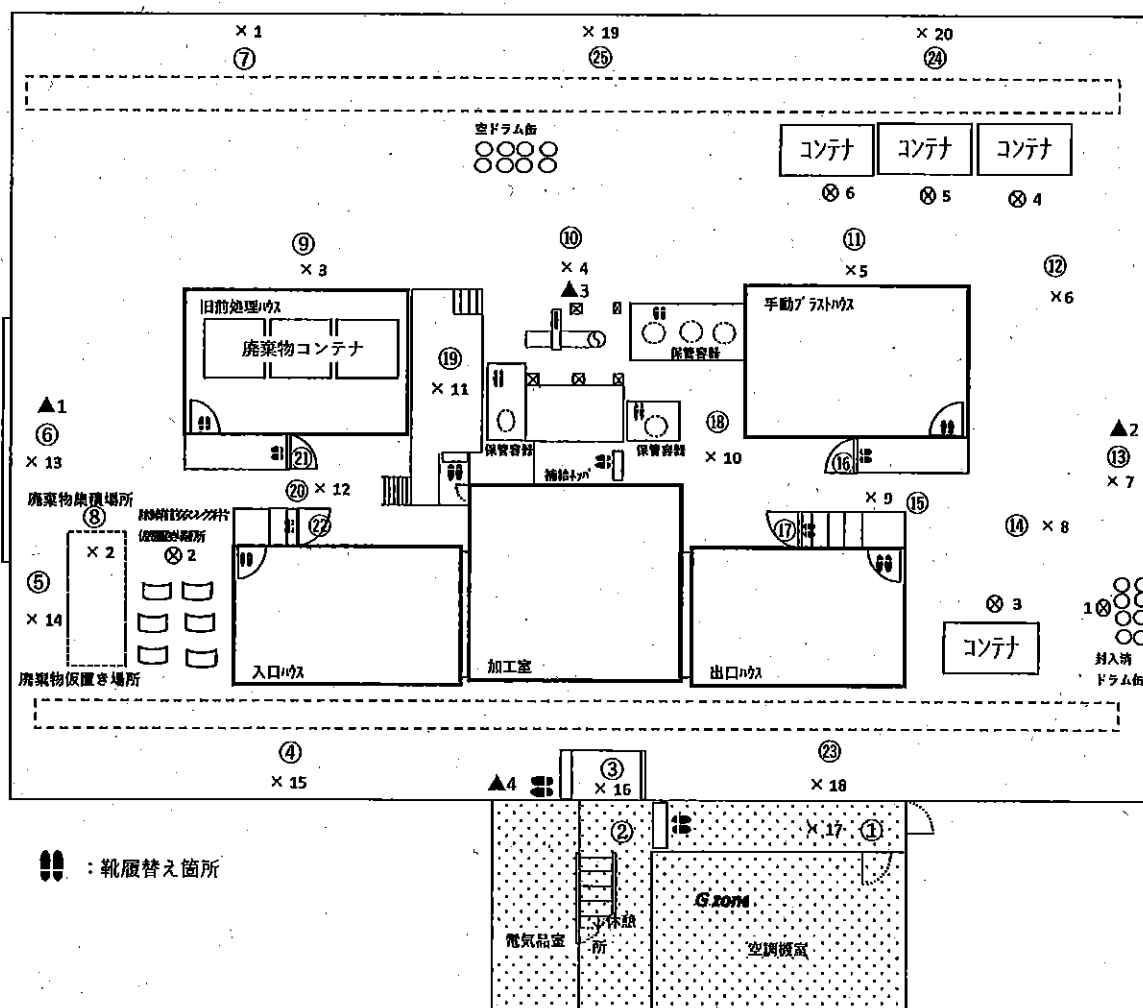 × 1
× 19
× 20
⑦
㉕
㉔
空ドラム缶
コンテナ
コンテナ
コンテナ
⊗ 6
⊗ 5
⊗ 4
⑨
⑩
⑪
⑫
× 3
× 4
× 5
× 6
▲3
旧前処理ハウス
手動ブラストハウス
廃棄物コンテナ
保管容器
⑲
× 11
▲1
⑥
× 13
⑱
× 10
▲2
⑬
× 7
保管容器
保管容器
補給ホッパ
㉑
⑯
⑳
× 12
× 9
⑮
廃棄物集積場所
⑧
× 2
仮置き場所
⊗ 2
㉒
⑰
⑭
× 8
⑤
× 14
⊗ 3
1⊗
コンテナ
封入済
ドラム缶
廃棄物仮置き場所
入口ハウス
加工室
出口ハウス
④
× 15
▲4
③
× 16
㉓
× 18
②
× 17
①
：靴履替え箇所
G zone
電気品室
休憩
所
空調機室